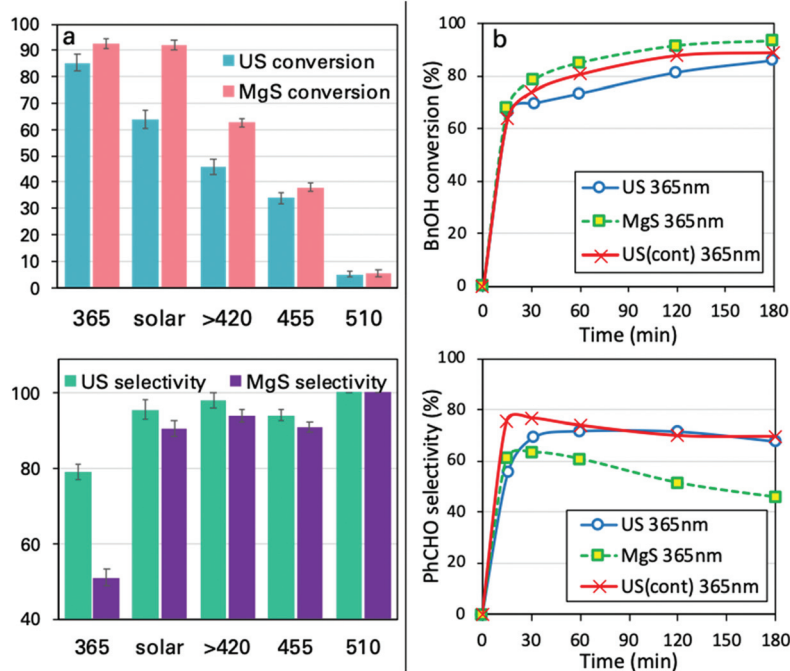 a
100
90
80
70
60
50
40
30
20
10
0
US conversion
MgS conversion
365 solar >420 455 510
100
80
60
40
US selectivity MgS selectivity
365 solar >420 455 510
b
BnOH conversion (%)
100
80
60
40
20
0
US 365nm
MgS 365nm
US(cont) 365nm
0 30 60 90 120 150 180
Time (min)
PhCHO selectivity (%)
100
80
60
40
20
0
US 365nm
MgS 365nm
US(cont) 365nm
0 30 60 90 120 150 180
Time (min)